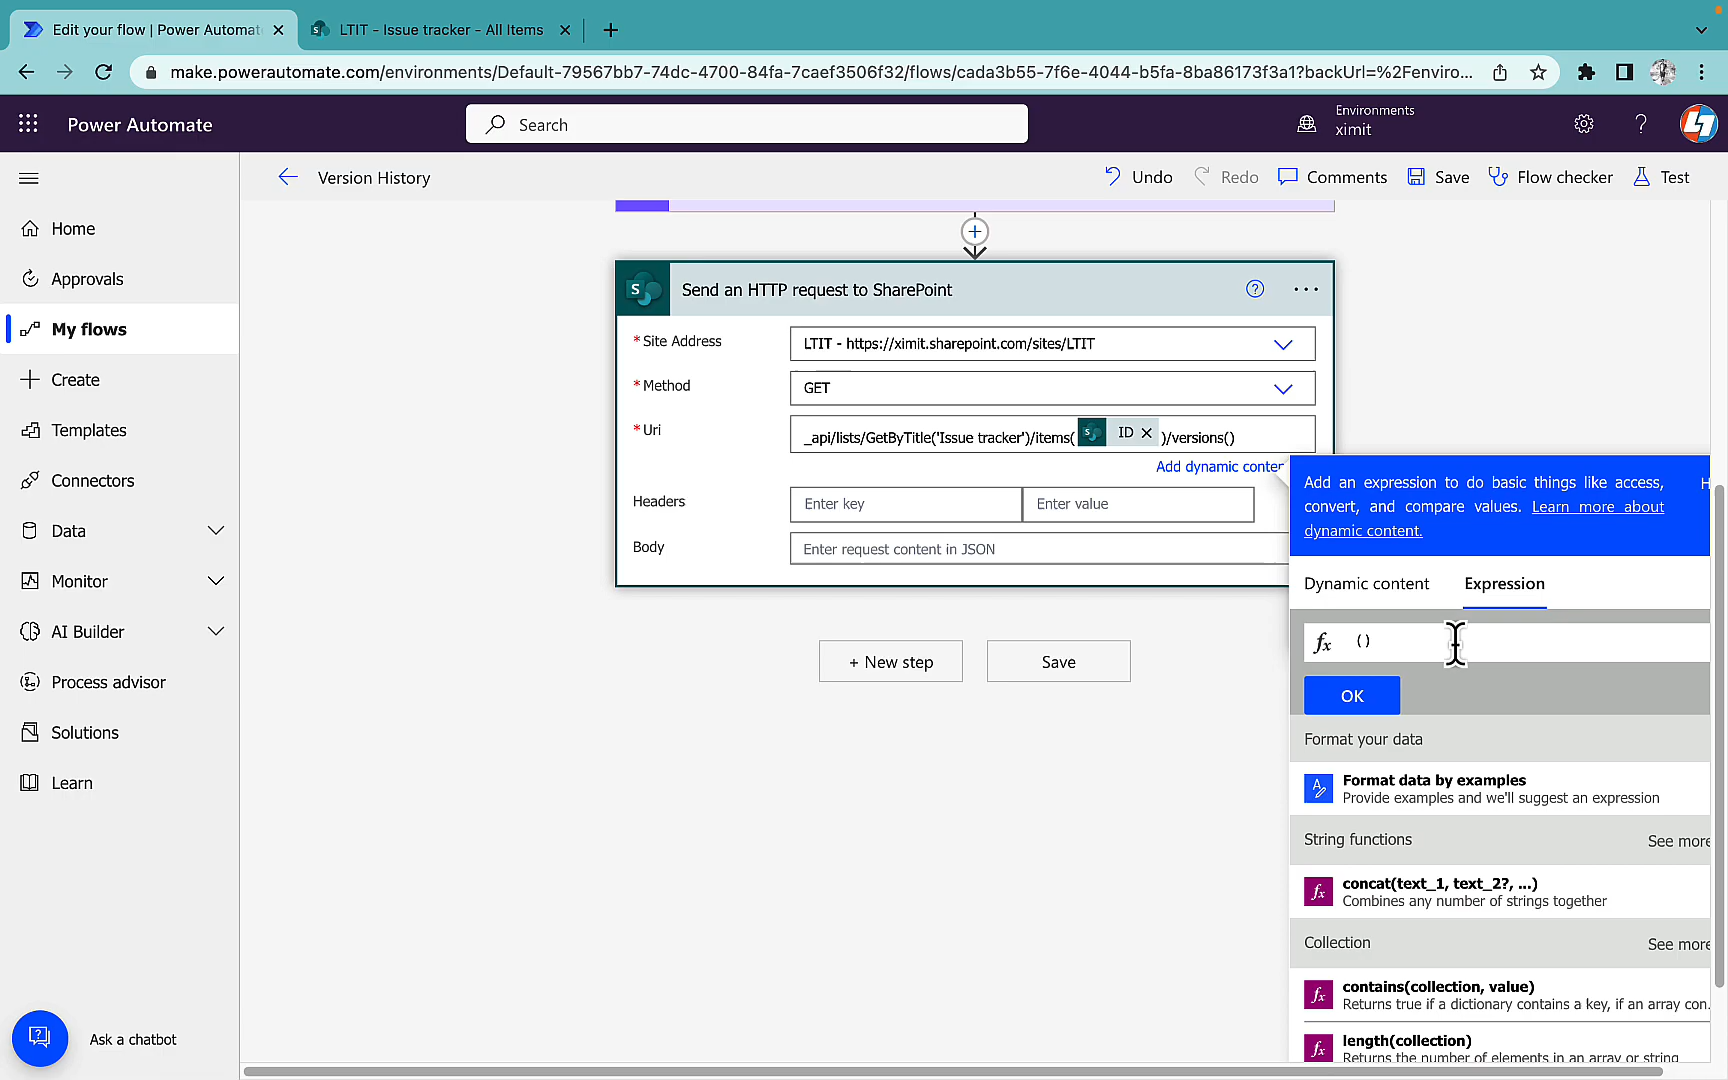 Edit your flow | Power Automat
LTIT - Issue tracker - All Items
make.powerautomate.com/environments/Default-79567bb7-74dc-4700-84fa-7caef3506f32/flows/cada3b55-7f6e-4044-b5fa-8ba86173f3a1?backUrl=%2Fenviro...
Power Automate
Search
Environments
ximit
Version History
Undo
Redo
Comments
Save
Flow checker
Test
Home
Approvals
My flows
Create
Templates
Connectors
Data
Monitor
AI Builder
Process advisor
Solutions
Learn
Ask a chatbot
Send an HTTP request to SharePoint
* Site Address
LTIT - https://ximit.sharepoint.com/sites/LTIT
* Method
GET
* Uri
_api/lists/GetByTitle('Issue tracker')/items( ID )/versions()
Add dynamic conten
Headers
Enter key
Enter value
Body
Enter request content in JSON
+ New step
Save
Add an expression to do basic things like access,
convert, and compare values. Learn more about
dynamic content.
H
Dynamic content
Expression
fx ()
OK
Format your data
Format data by examples
Provide examples and we'll suggest an expression
String functions
See more
concat(text_1, text_2?, ...)
Combines any number of strings together
Collection
See more
contains(collection, value)
Returns true if a dictionary contains a key, if an array con...
length(collection)
Returns the number of elements in an array or string